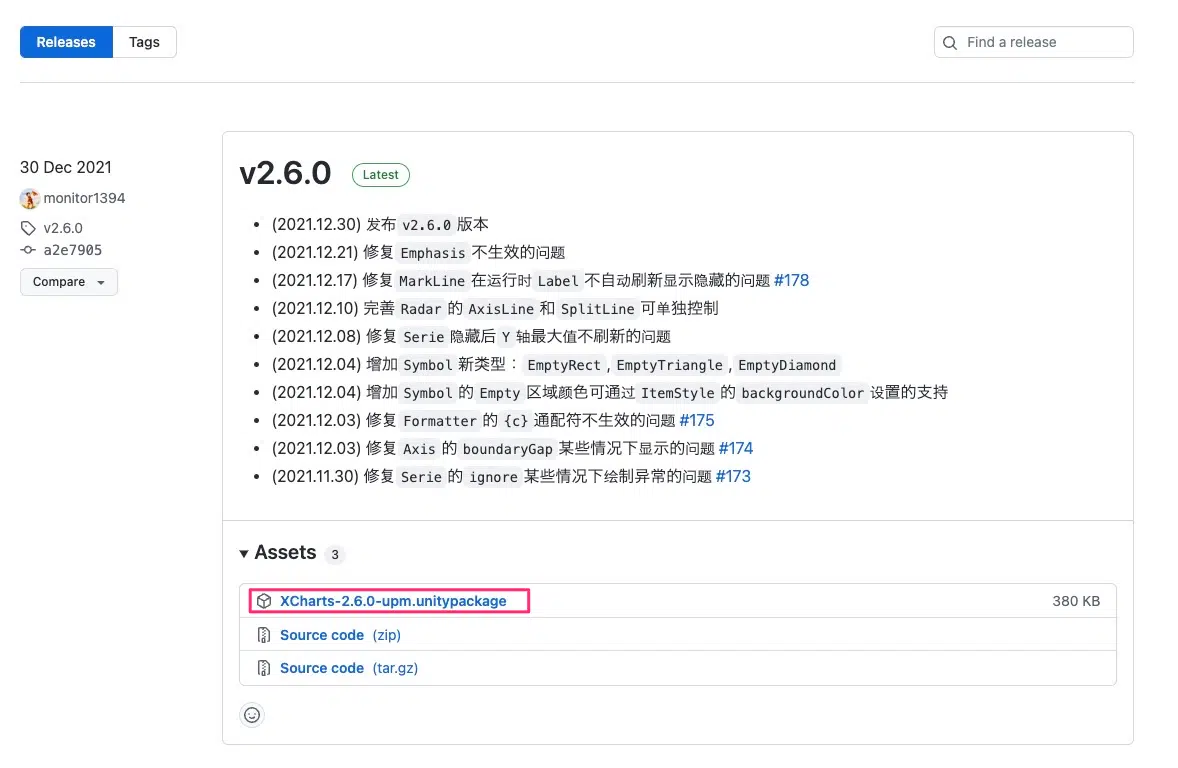 Releases Tags Find a release
30 Dec 2021
monitor1394
v2.6.0
a2e7905
Compare
v2.6.0 Latest
(2021.12.30) 发布 v2.6.0 版本
(2021.12.21) 修复 Emphasis 不生效的问题
(2021.12.17) 修复 MarkLine 在运行时 Label 不自动刷新显示隐藏的问题 #178
(2021.12.10) 完善 Radar 的 AxisLine 和 SplitLine 可单独控制
(2021.12.08) 修复 Serie 隐藏后 Y 轴最大值不刷新的问题
(2021.12.04) 增加 Symbol 新类型： EmptyRect , EmptyTriangle , EmptyDiamond
(2021.12.04) 增加 Symbol 的 Empty 区域颜色可通过 ItemStyle 的 backgroundColor 设置的支持
(2021.12.03) 修复 Formatter 的 {c} 通配符不生效的问题 #175
(2021.12.03) 修复 Axis 的 boundaryGap 某些情况下显示的问题 #174
(2021.11.30) 修复 Serie 的 ignore 某些情况下绘制异常的问题 #173
Assets 3
XCharts-2.6.0-upm.unitypackage 380 KB
Source code (zip)
Source code (tar.gz)